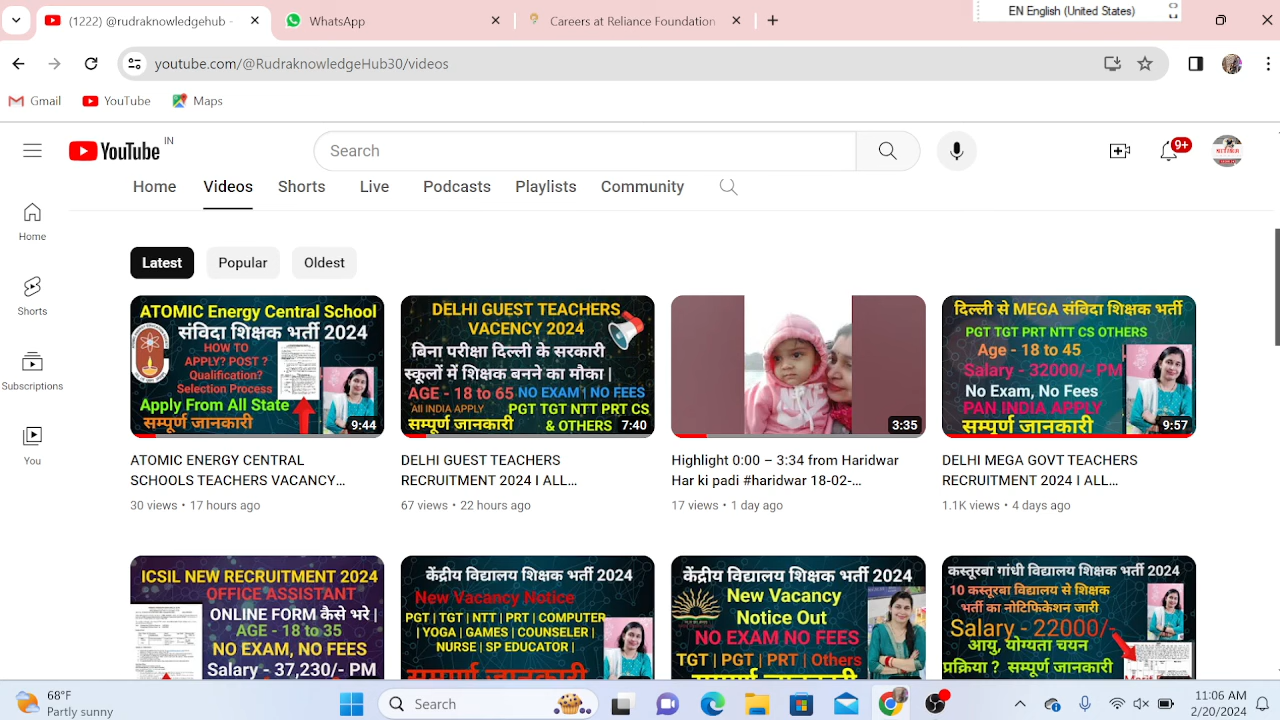 (1222) @rudraknowledgehub -
WhatsApp
Careers at Reliance Foundation
EN English (United States)
youtube.com/@RudraknowledgeHub30/videos
Gmail
YouTube
Maps
YouTube IN
Search
9+
Home Videos Shorts Live Podcasts Playlists Community
Home
Shorts
Subscriptions
You
Latest Popular Oldest
ATOMIC Energy Central School
संविदा शिक्षक भर्ती 2024
HOW TO
APPLY? POST ?
Qualification?
Selection Process
Apply From All State
सम्पूर्ण जानकारी
9:44
ATOMIC ENERGY CENTRAL
SCHOOLS TEACHERS VACANCY...
30 views • 17 hours ago
DELHI GUEST TEACHERS
VACENCY 2024
बिना परीक्षा दिल्ली के सरकारी
स्कूलों में शिक्षक बनने का मौका |
AGE - 18 to 65 NO EXAM | NO FEES
All INDIA APPLY PGT TGT NTT PRT CS
सम्पूर्ण जानकारी & OTHERS
7:40
DELHI GUEST TEACHERS
RECRUITMENT 2024 I ALL...
67 views • 22 hours ago
3:35
Highlight 0:00 – 3:34 from Haridwar
Har ki padi #haridwar 18-02-...
17 views • 1 day ago
दिल्ली से MEGA संविदा शिक्षक भर्ती
PGT TGT PRT NTT CS OTHERS
Age - 18 to 45
Salary - 32000/- PM
No Exam, No Fees
PAN INDIA APPLY
सम्पूर्ण जानकारी
9:57
DELHI MEGA GOVT TEACHERS
RECRUITMENT 2024 I ALL...
1.1K views • 4 days ago
ICSIL NEW RECRUITMENT 2024
OFFICE ASSISTANT
ONLINE FORM कैसे भरे |
AGE - 18 to 35
NO EXAM, NO FEES
Salary - 37,230/- PM
केंद्रीय विद्यालय शिक्षक भर्ती 2024
New Vacancy Notice
PGT | TGT | NTT | PRT | COMPUTER
| YOGA | GAMES | COUNSELER |
NURSE | SP EDUCATOR |
सम्पूर्ण जानकारी
केंद्रीय विद्यालय शिक्षक भर्ती 2024
New Vacancy
Notice Out
NO EXAM NO FEES
TGT | PGT | PRT | Others
कस्तूरबा गांधी विद्यालय शिक्षक भर्ती 2024
10 कस्तूरबा विद्यालय से शिक्षक
भर्ती का नोटिफिकेशन जारी
Salary - 22000/-
आयु, योग्यता चयन
प्रक्रिया ? सम्पूर्ण जानकारी
68°F
Partly sunny
Search
11:06 AM
2/20/2024